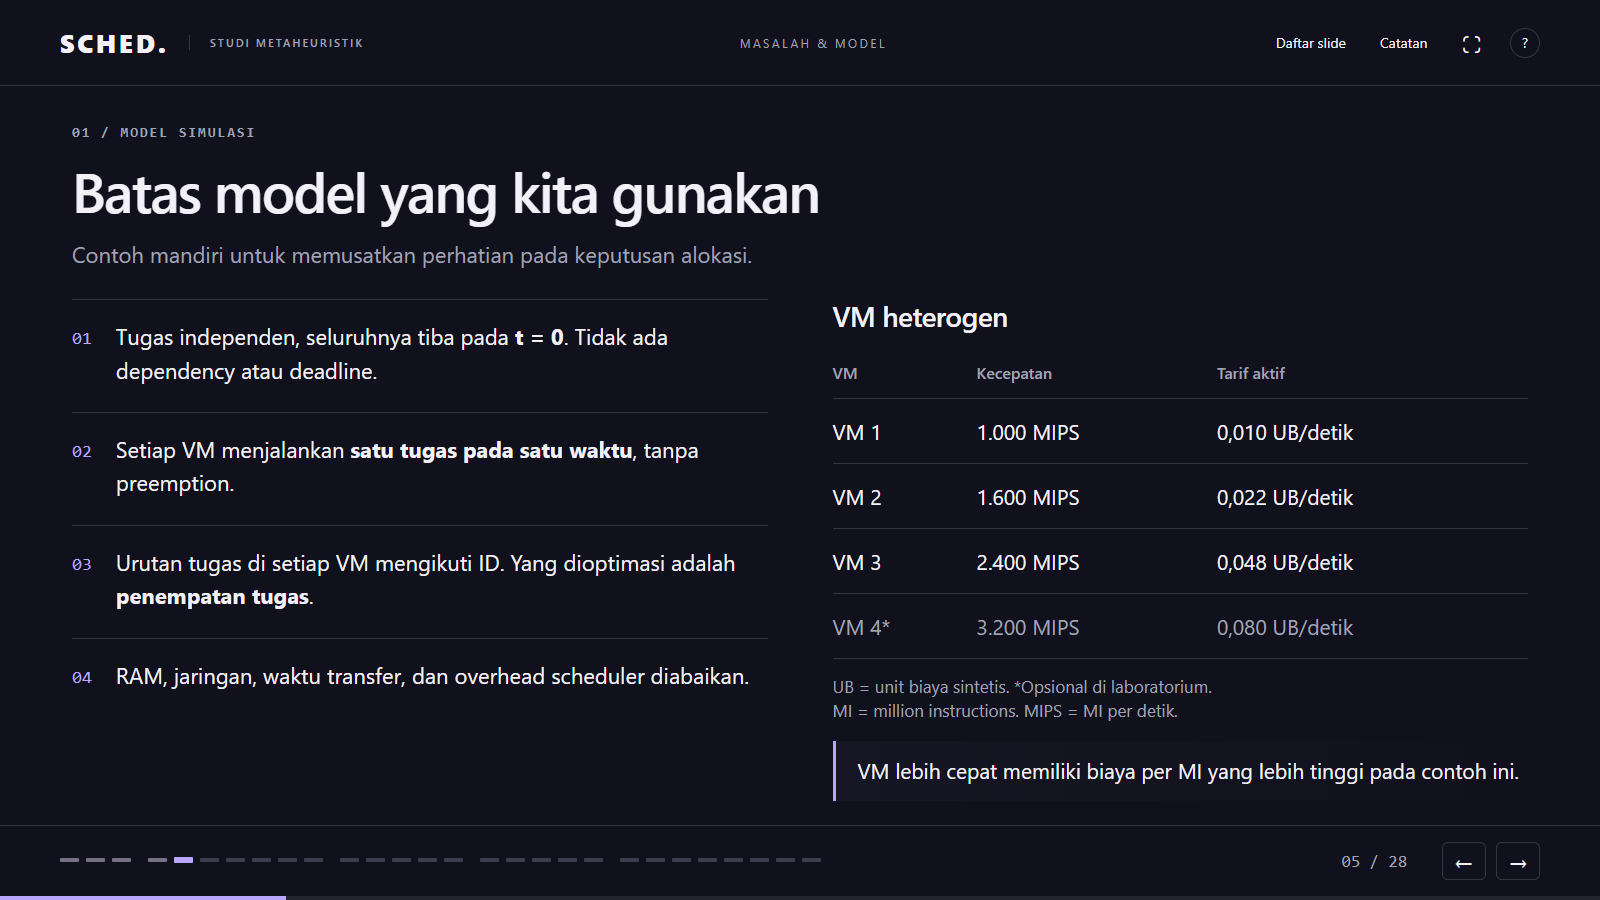 SCHED.
STUDI METAHEURISTIK
MASALAH & MODEL
Daftar slide
Catatan
?
01 / MODEL SIMULASI
Batas model yang kita gunakan
Contoh mandiri untuk memusatkan perhatian pada keputusan alokasi.
01 Tugas independen, seluruhnya tiba pada t = 0. Tidak ada
dependency atau deadline.
02 Setiap VM menjalankan satu tugas pada satu waktu, tanpa
preemption.
03 Urutan tugas di setiap VM mengikuti ID. Yang dioptimasi adalah
penempatan tugas.
04 RAM, jaringan, waktu transfer, dan overhead scheduler diabaikan.
VM heterogen
VM Kecepatan Tarif aktif
VM 1 1.000 MIPS 0,010 UB/detik
VM 2 1.600 MIPS 0,022 UB/detik
VM 3 2.400 MIPS 0,048 UB/detik
VM 4* 3.200 MIPS 0,080 UB/detik
UB = unit biaya sintetis. *Opsional di laboratorium.
MI = million instructions. MIPS = MI per detik.
VM lebih cepat memiliki biaya per MI yang lebih tinggi pada contoh ini.
05 / 28
← →